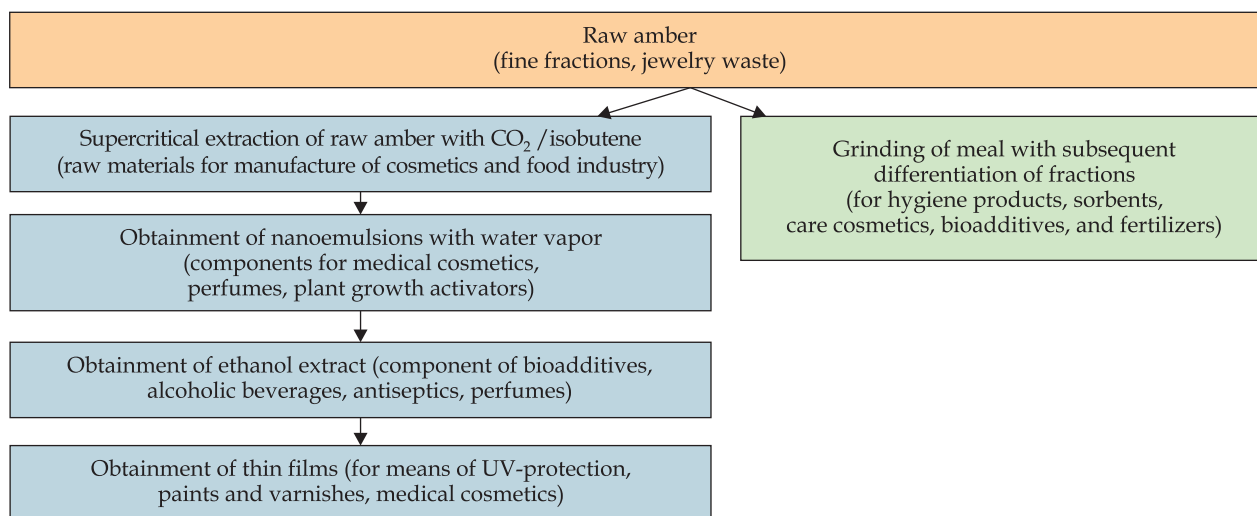 Raw amber
(fine fractions, jewelry waste)
Supercritical extraction of raw amber with CO₂ /isobutene
(raw materials for manufacture of cosmetics and food industry)
Grinding of meal with subsequent
differentiation of fractions
(for hygiene products, sorbents,
care cosmetics, bioadditives, and fertilizers)
Obtainment of nanoemulsions with water vapor
(components for medical cosmetics,
perfumes, plant growth activators)
Obtainment of ethanol extract (component of bioadditives,
alcoholic beverages, antiseptics, perfumes)
Obtainment of thin films (for means of UV-protection,
paints and varnishes, medical cosmetics)